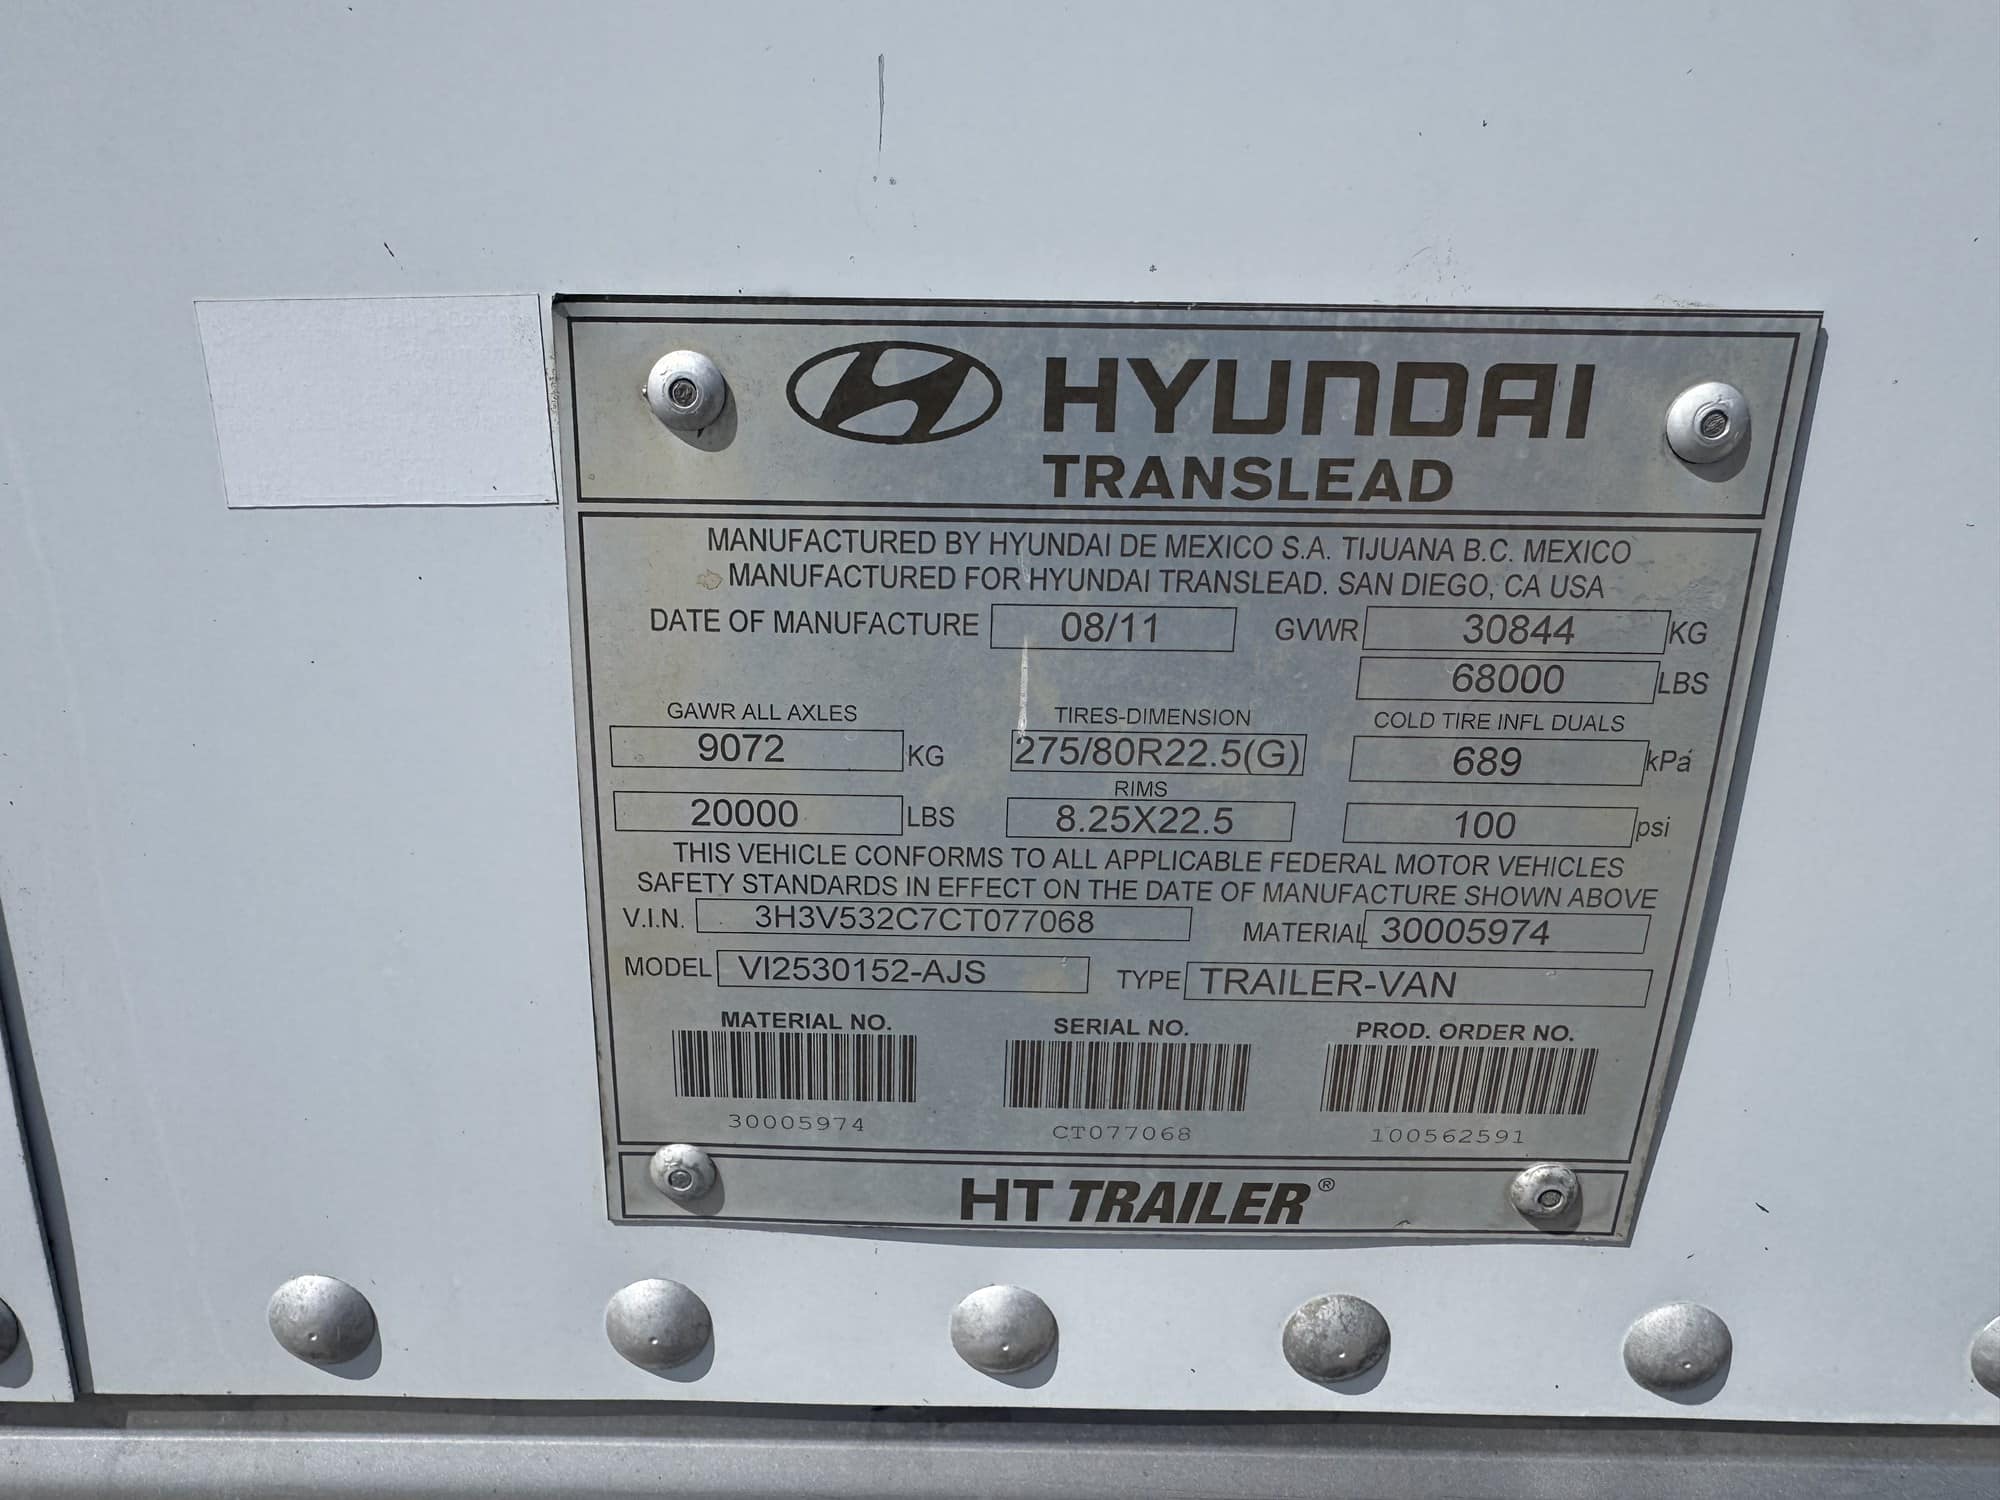 HYUNDAI
TRANSLEAD
MANUFACTURED BY HYUNDAI DE MEXICO S.A. TIJUANA B.C. MEXICO
MANUFACTURED FOR HYUNDAI TRANSLEAD. SAN DIEGO, CA USA
DATE OF MANUFACTURE 08/11 GVWR 30844 KG
68000 LBS
GAWR ALL AXLES TIRES-DIMENSION COLD TIRE INFL DUALS
9072 KG 275/80R22.5(G) 689 kPa
RIMS
20000 LBS 8.25X22.5 100 psi
THIS VEHICLE CONFORMS TO ALL APPLICABLE FEDERAL MOTOR VEHICLES
SAFETY STANDARDS IN EFFECT ON THE DATE OF MANUFACTURE SHOWN ABOVE
V.I.N. 3H3V532C7CT077068 MATERIAL 30005974
MODEL VI2530152-AJS TYPE TRAILER-VAN
MATERIAL NO. SERIAL NO. PROD. ORDER NO.
30005974 CT077068 100562591
HT TRAILER®